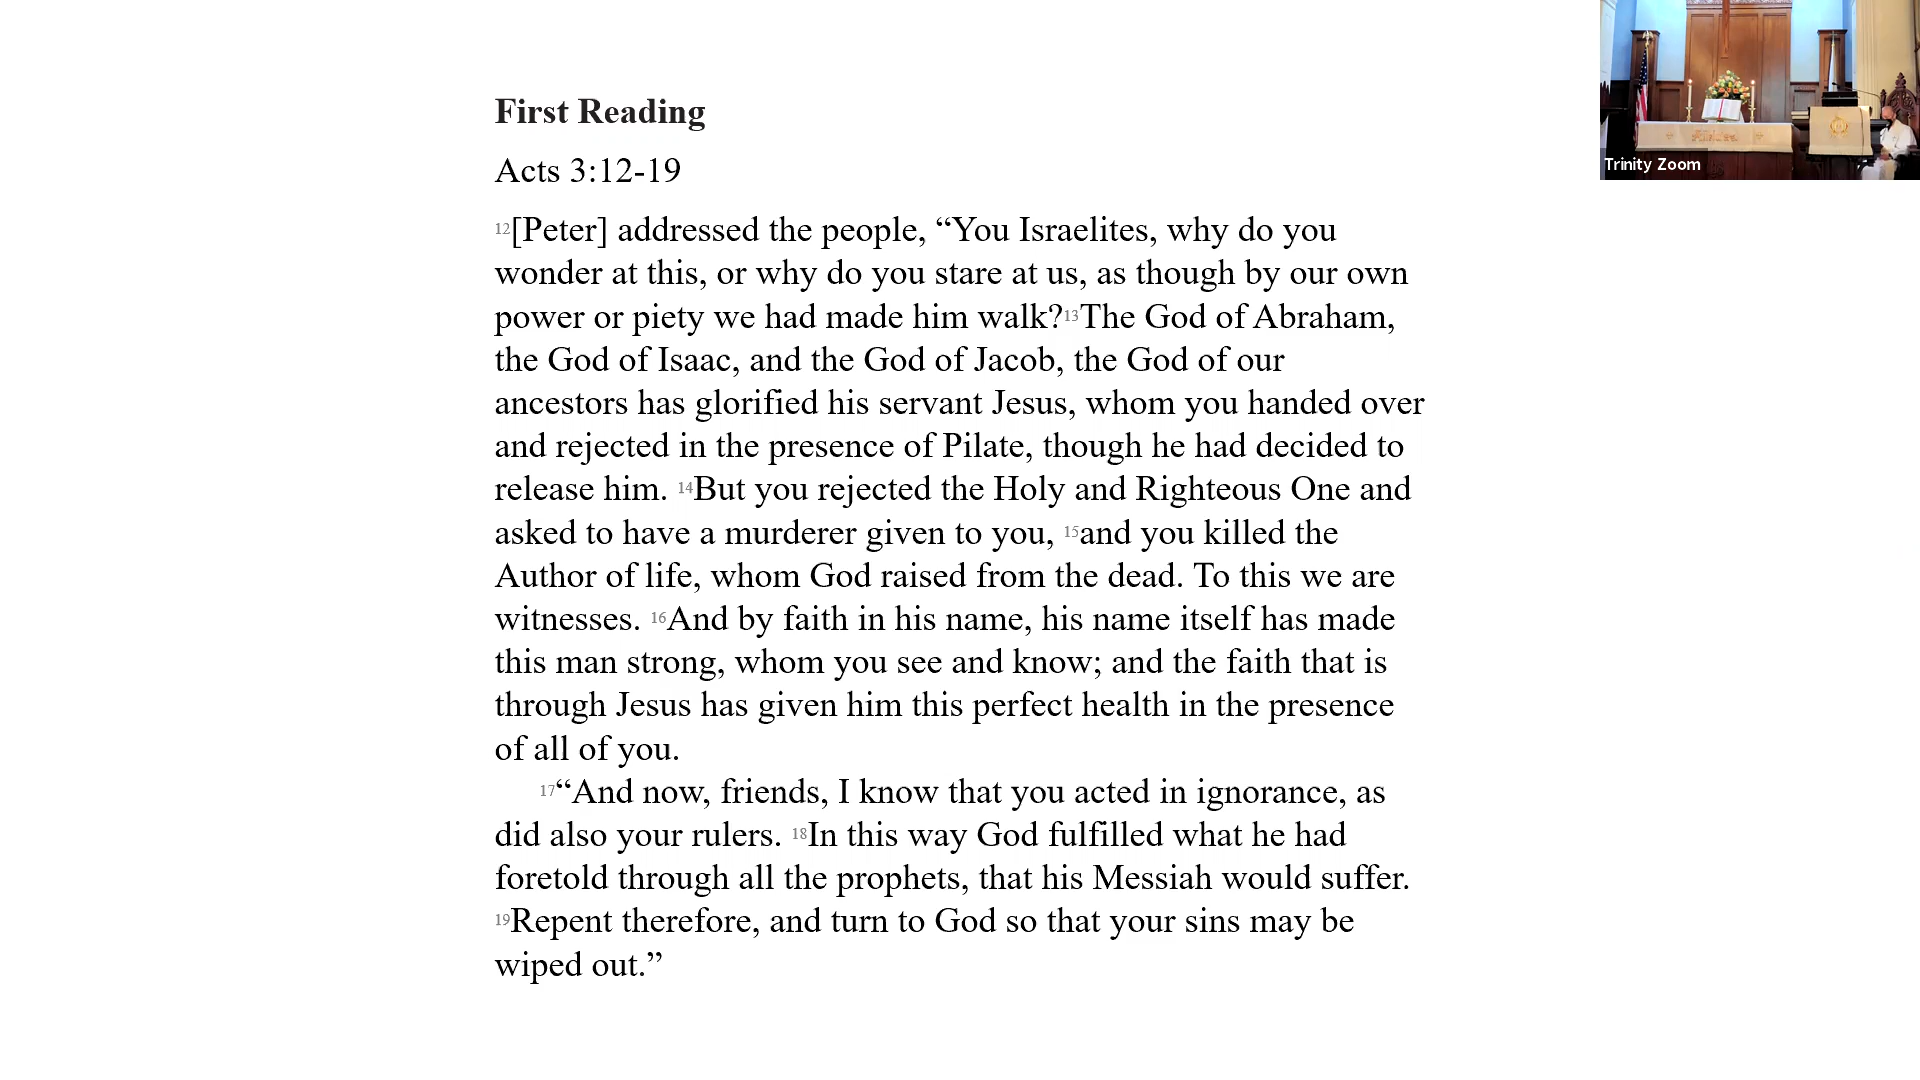 First Reading
Acts 3:12-19
12[Peter] addressed the people, “You Israelites, why do you
wonder at this, or why do you stare at us, as though by our own
power or piety we had made him walk?13The God of Abraham,
the God of Isaac, and the God of Jacob, the God of our
ancestors has glorified his servant Jesus, whom you handed over
and rejected in the presence of Pilate, though he had decided to
release him. 14But you rejected the Holy and Righteous One and
asked to have a murderer given to you, 15and you killed the
Author of life, whom God raised from the dead. To this we are
witnesses. 16And by faith in his name, his name itself has made
this man strong, whom you see and know; and the faith that is
through Jesus has given him this perfect health in the presence
of all of you.
17“And now, friends, I know that you acted in ignorance, as
did also your rulers. 18In this way God fulfilled what he had
foretold through all the prophets, that his Messiah would suffer.
19Repent therefore, and turn to God so that your sins may be
wiped out.”
Trinity Zoom